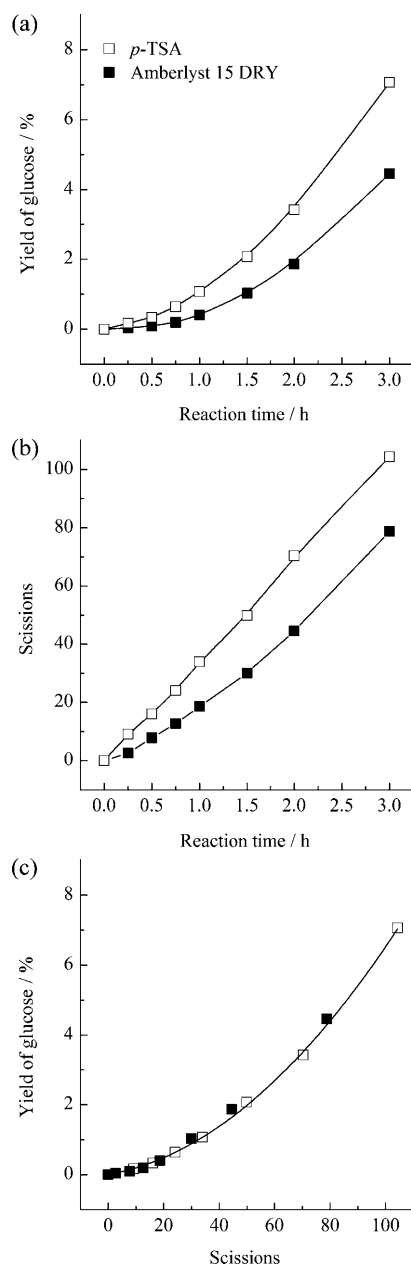 (a)
8
6
4
2
0
Yield of glucose / %
p-TSA
Amberlyst 15 DRY
0.0 0.5 1.0 1.5 2.0 2.5 3.0
Reaction time / h
(b)
100
80
60
40
20
0
Scissions
0.0 0.5 1.0 1.5 2.0 2.5 3.0
Reaction time / h
(c)
8
6
4
2
0
Yield of glucose / %
0 20 40 60 80 100
Scissions